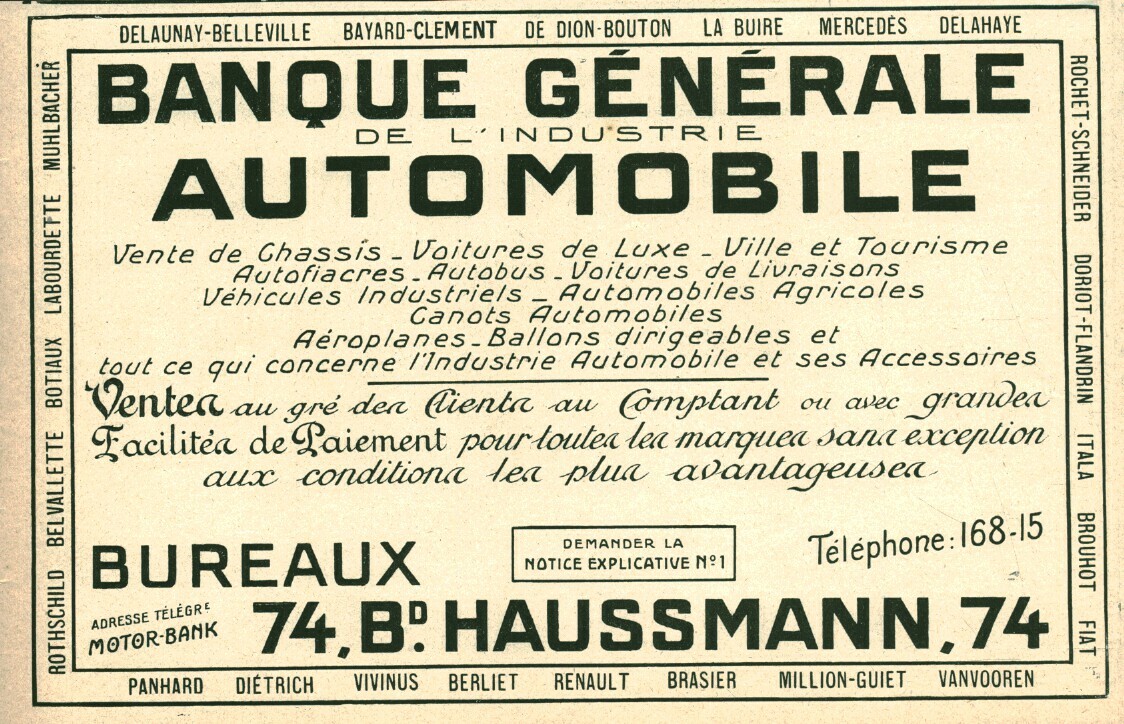 DELAUNAY-BELLEVILLE BAYARD-CLEMENT DE DION-BOUTON LA BUIRE MERCEDÈS DELAHAYE
ROTHSCHILD BELVALLETTE BOTIAUX LABOURDETTE MUHLBACHER
BANQUE GÉNÉRALE
DE L'INDUSTRIE
AUTOMOBILE
Vente de Chassis - Voitures de Luxe - Ville et Tourisme
Autofiacres - Autobus - Voitures de Livraisons
Véhicules Industriels - Automobiles Agricoles
Canots Automobiles
Aéroplanes - Ballons dirigeables et
tout ce qui concerne l'Industrie Automobile et ses Accessoires
Ventes au gré des Clients au Comptant ou avec grandes
Facilités de Paiement pour toutes les marques sans exception
aux conditions les plus avantageuses
BUREAUX
DEMANDER LA
NOTICE EXPLICATIVE Nº1
Téléphone: 168-15
ADRESSE TÉLÉGRE
MOTOR-BANK
74, BD. HAUSSMANN, 74
ROCHET-SCHNEIDER DORIOT-FLANDRIN ITALA BROUHOT FIAT
PANHARD DIÉTRICH VIVINUS BERLIET RENAULT BRASIER MILLION-GUIET VANVOOREN